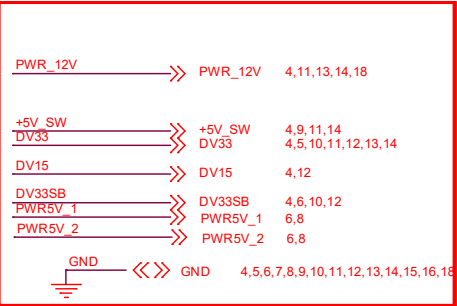 PWR_12V PWR_12V 4,11,13,14,18
+5V_SW +5V_SW 4,9,11,14
DV33 DV33 4,5,10,11,12,13,14
DV15 DV15 4,12
DV33SB DV33SB 4,6,10,12
PWR5V_1 PWR5V_1 6,8
PWR5V_2 PWR5V_2 6,8
GND GND 4,5,6,7,8,9,10,11,12,13,14,15,16,18